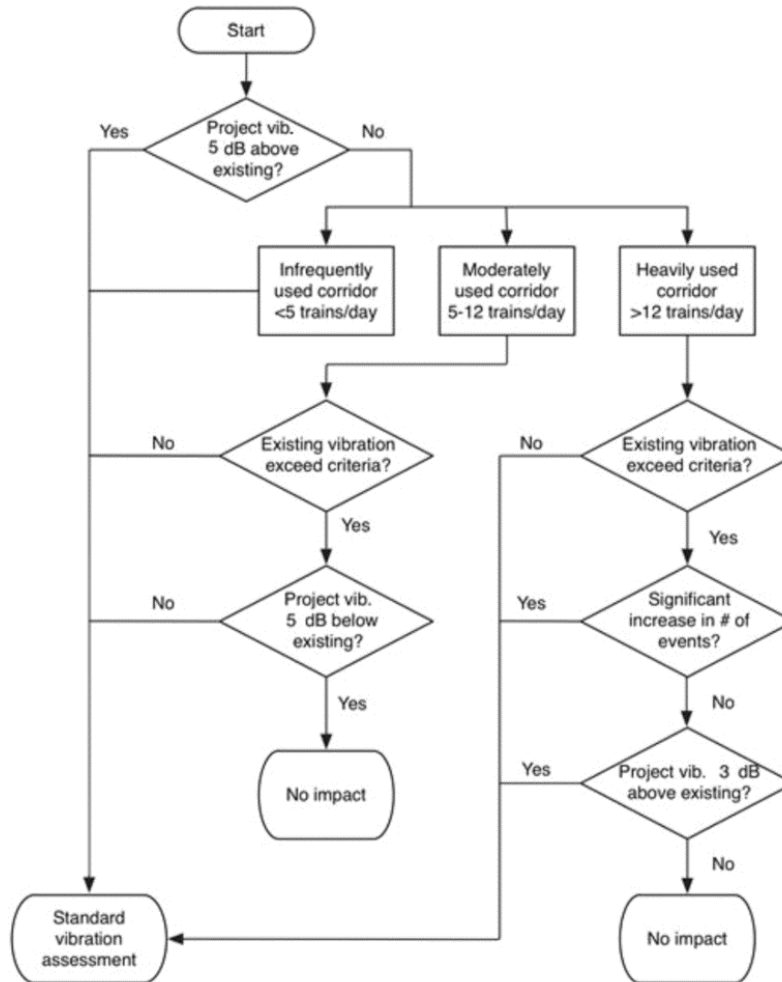 Start
Yes
Project vib.
5 dB above
existing?
No
Infrequently
used corridor
<5 trains/day
Moderately
used corridor
5-12 trains/day
Heavily used
corridor
>12 trains/day
No
Existing vibration
exceed criteria?
No
Existing vibration
exceed criteria?
Yes
Yes
No
Project vib.
5 dB below
existing?
Yes
Significant
increase in # of
events?
Yes
No
No impact
Yes
Project vib. 3 dB
above existing?
No
Standard
vibration
assessment
No impact